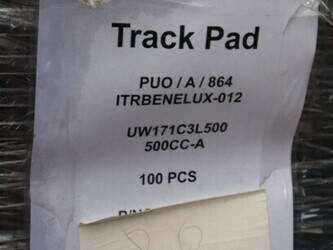 Track Pad
PUO / A / 864
ITRBENELUX-012
UW171C3L500
500CC-A
100 PCS